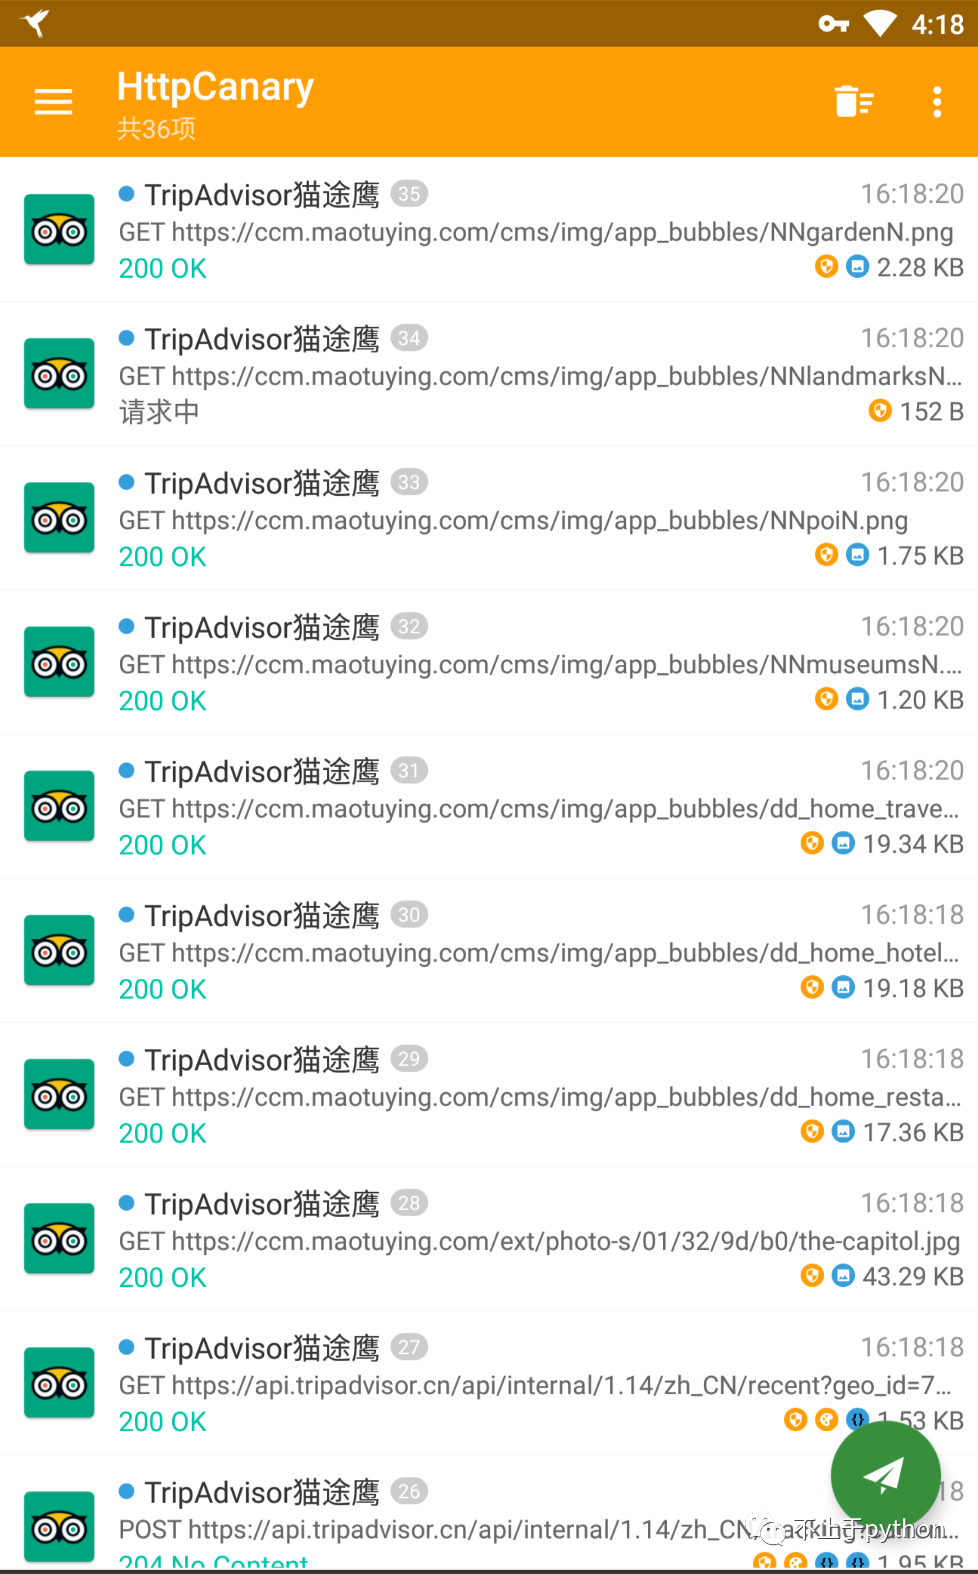 4:18
HttpCanary
共36项
TripAdvisor猫途鹰 35 16:18:20
GET https://ccm.maotuying.com/cms/img/app_bubbles/NNgardenN.png
200 OK 2.28 KB
TripAdvisor猫途鹰 34 16:18:20
GET https://ccm.maotuying.com/cms/img/app_bubbles/NNlandmarksN...
请求中 152 B
TripAdvisor猫途鹰 33 16:18:20
GET https://ccm.maotuying.com/cms/img/app_bubbles/NNpoiN.png
200 OK 1.75 KB
TripAdvisor猫途鹰 32 16:18:20
GET https://ccm.maotuying.com/cms/img/app_bubbles/NNmuseumsN....
200 OK 1.20 KB
TripAdvisor猫途鹰 31 16:18:20
GET https://ccm.maotuying.com/cms/img/app_bubbles/dd_home_trave...
200 OK 19.34 KB
TripAdvisor猫途鹰 30 16:18:18
GET https://ccm.maotuying.com/cms/img/app_bubbles/dd_home_hotel...
200 OK 19.18 KB
TripAdvisor猫途鹰 29 16:18:18
GET https://ccm.maotuying.com/cms/img/app_bubbles/dd_home_resta...
200 OK 17.36 KB
TripAdvisor猫途鹰 28 16:18:18
GET https://ccm.maotuying.com/ext/photo-s/01/32/9d/b0/the-capitol.jpg
200 OK 43.29 KB
TripAdvisor猫途鹰 27 16:18:18
GET https://api.tripadvisor.cn/api/internal/1.14/zh_CN/recent?geo_id=7...
200 OK 1.53 KB
TripAdvisor猫途鹰 26 18
POST https://api.tripadvisor.cn/api/internal/1.14/zh_CN
不上手python
204 No Content 1.95 KB